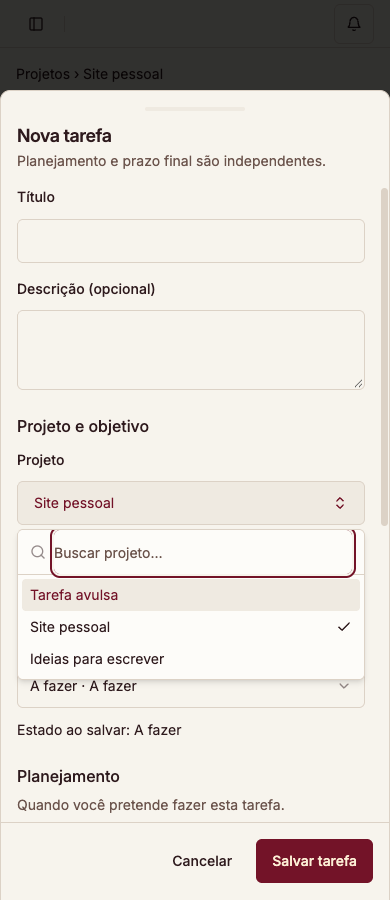 Projetos › Site pessoal
Nova tarefa
Planejamento e prazo final são independentes.
Título
Descrição (opcional)
Projeto e objetivo
Projeto
Site pessoal
Buscar projeto...
Tarefa avulsa
Site pessoal
Ideias para escrever
A fazer · A fazer
Estado ao salvar: A fazer
Planejamento
Quando você pretende fazer esta tarefa.
Cancelar
Salvar tarefa